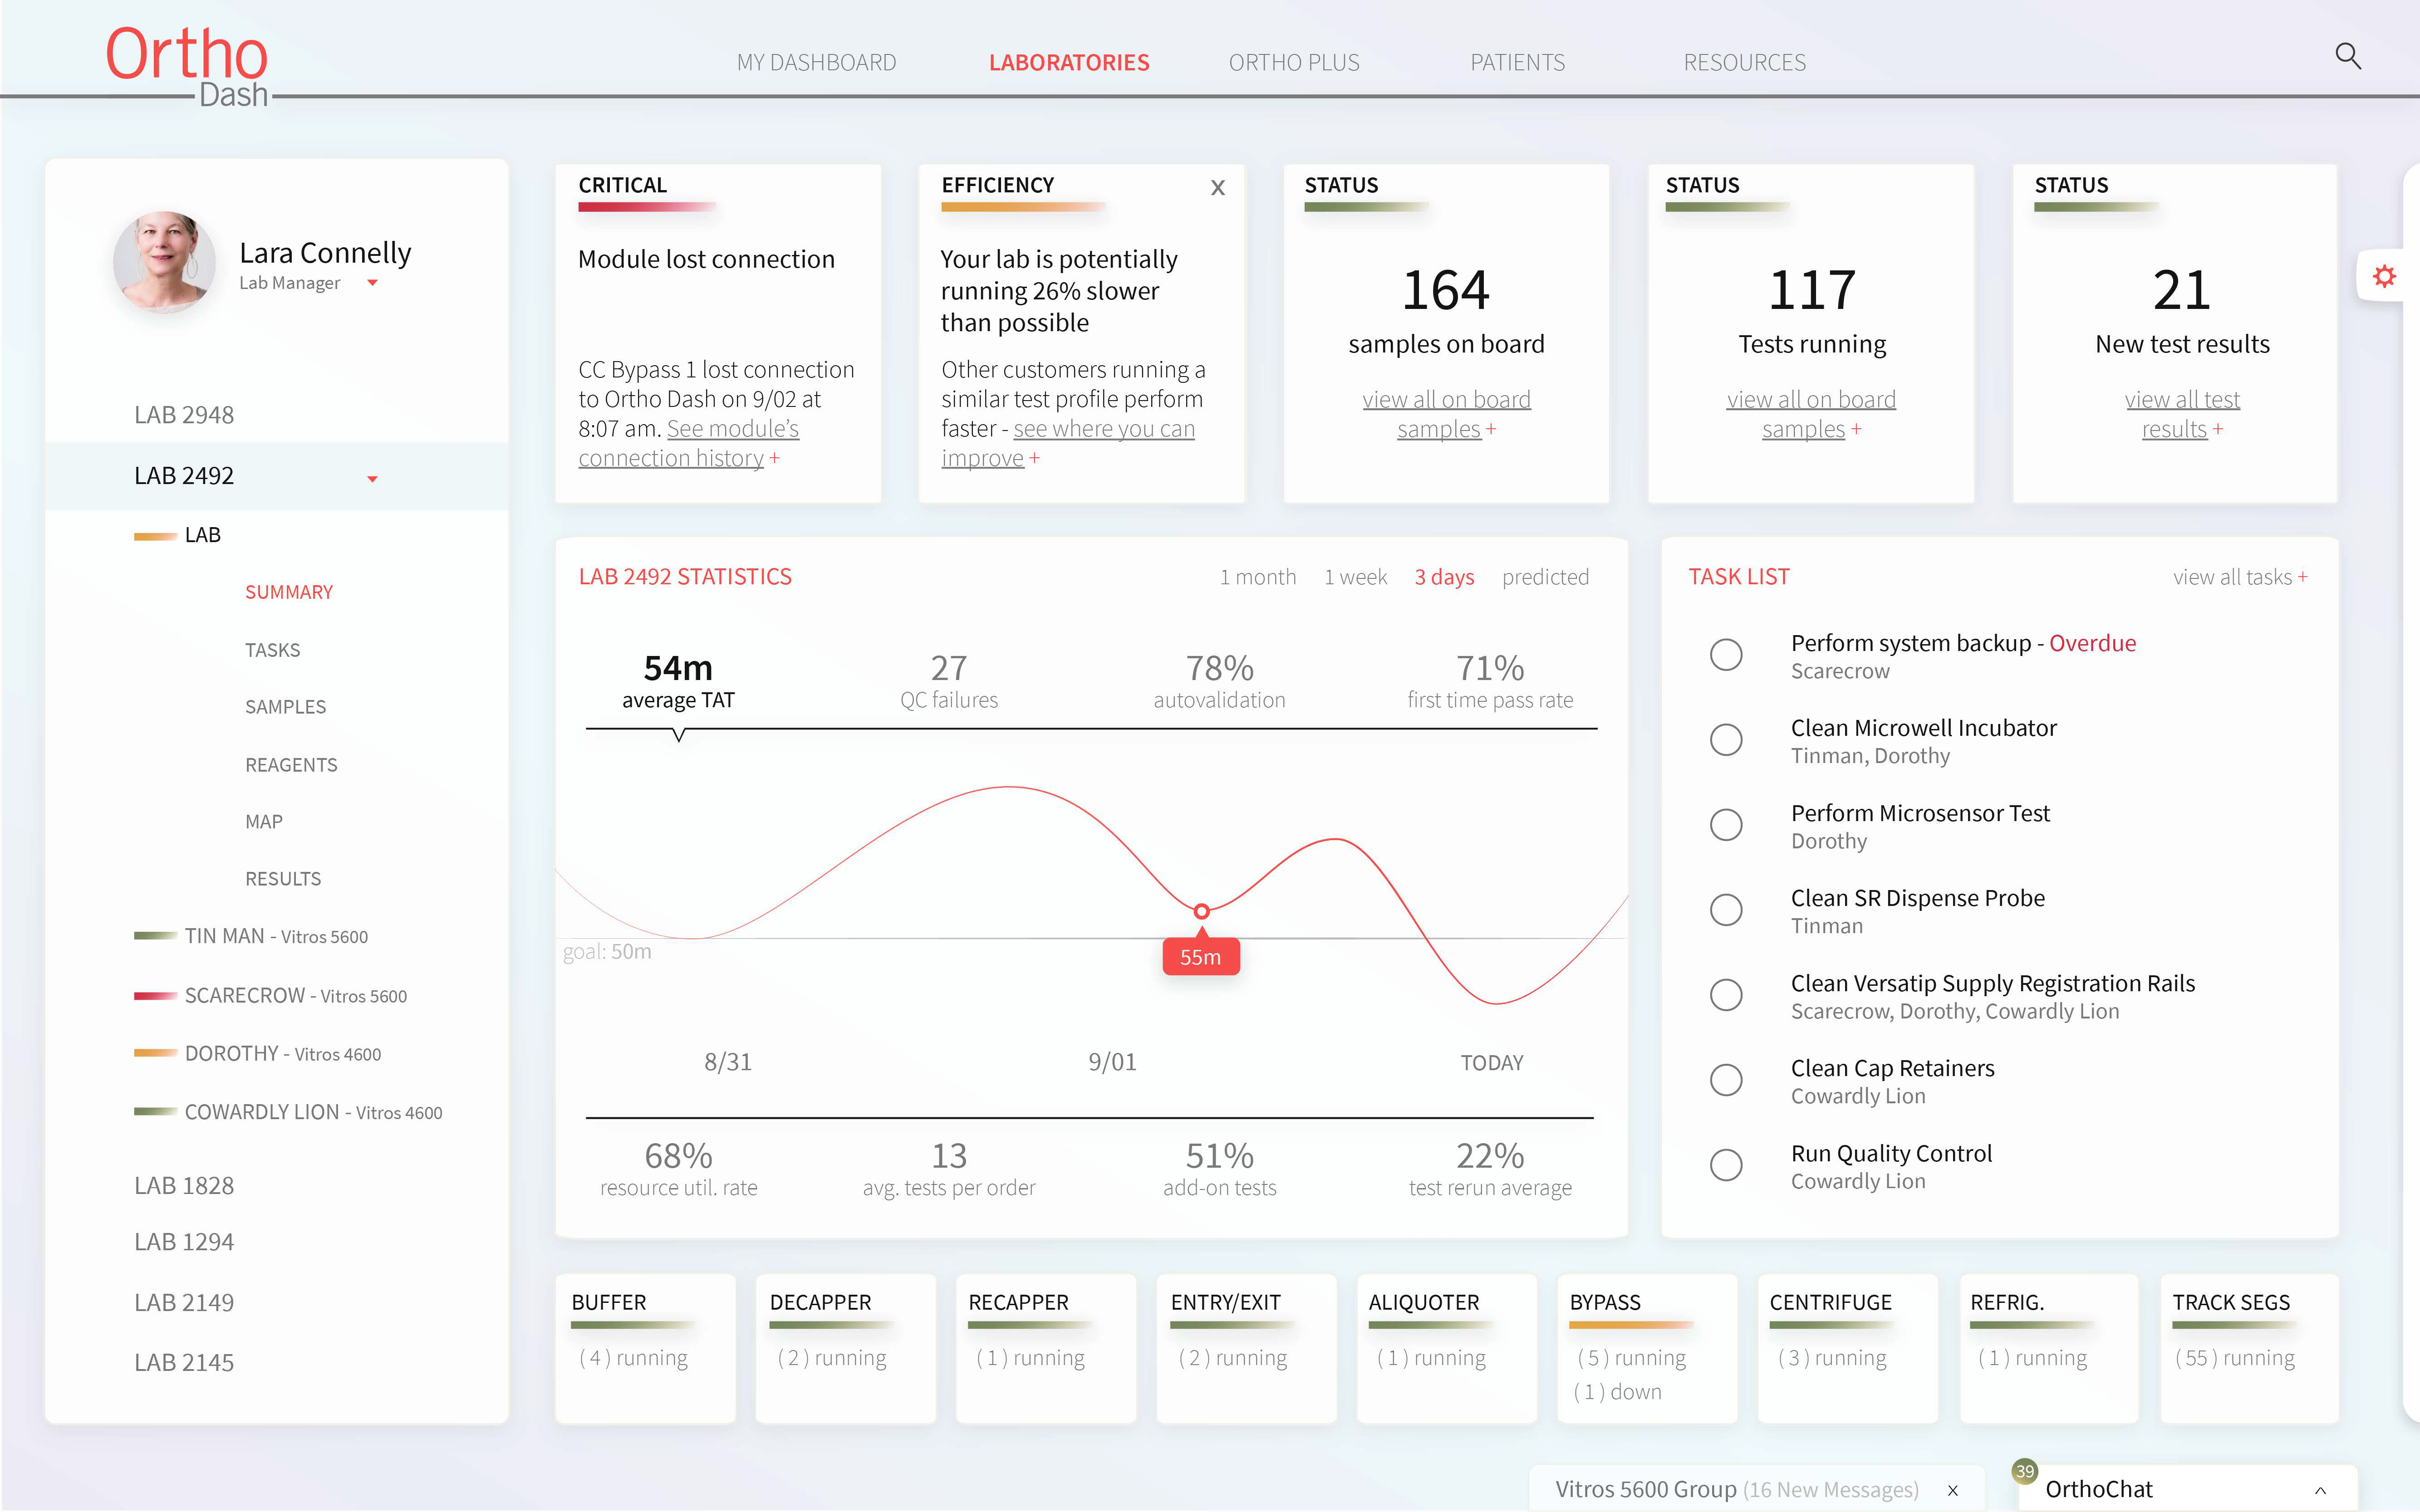 Ortho
Dash
MY DASHBOARD
LABORATORIES
ORTHO PLUS
PATIENTS
RESOURCES
Lara Connelly
Lab Manager
LAB 2948
LAB 2492
LAB
SUMMARY
TASKS
SAMPLES
REAGENTS
MAP
RESULTS
TIN MAN - Vitros 5600
SCARECROW - Vitros 5600
DOROTHY - Vitros 4600
COWARDLY LION - Vitros 4600
LAB 1828
LAB 1294
LAB 2149
LAB 2145
CRITICAL
Module lost connection
CC Bypass 1 lost connection
to Ortho Dash on 9/02 at
8:07 am. See module’s
connection history +
EFFICIENCY
X
Your lab is potentially
running 26% slower
than possible
Other customers running a
similar test profile perform
faster - see where you can
improve +
STATUS
164
samples on board
view all on board
samples +
STATUS
117
Tests running
view all on board
samples +
STATUS
21
New test results
view all test
results +
LAB 2492 STATISTICS
1 month
1 week
3 days
predicted
54m
average TAT
27
QC failures
78%
autovalidation
71%
first time pass rate
goal: 50m
55m
8/31
9/01
TODAY
68%
resource util. rate
13
avg. tests per order
51%
add-on tests
22%
test rerun average
TASK LIST
view all tasks +
Perform system backup - Overdue
Scarecrow
Clean Microwell Incubator
Tinman, Dorothy
Perform Microsensor Test
Dorothy
Clean SR Dispense Probe
Tinman
Clean Versatip Supply Registration Rails
Scarecrow, Dorothy, Cowardly Lion
Clean Cap Retainers
Cowardly Lion
Run Quality Control
Cowardly Lion
BUFFER
( 4 ) running
DECAPPER
( 2 ) running
RECAPPER
( 1 ) running
ENTRY/EXIT
( 2 ) running
ALIQUOTER
( 1 ) running
BYPASS
( 5 ) running
( 1 ) down
CENTRIFUGE
( 3 ) running
REFRIG.
( 1 ) running
TRACK SEGS
( 55 ) running
Vitros 5600 Group (16 New Messages)
x
39
OrthoChat